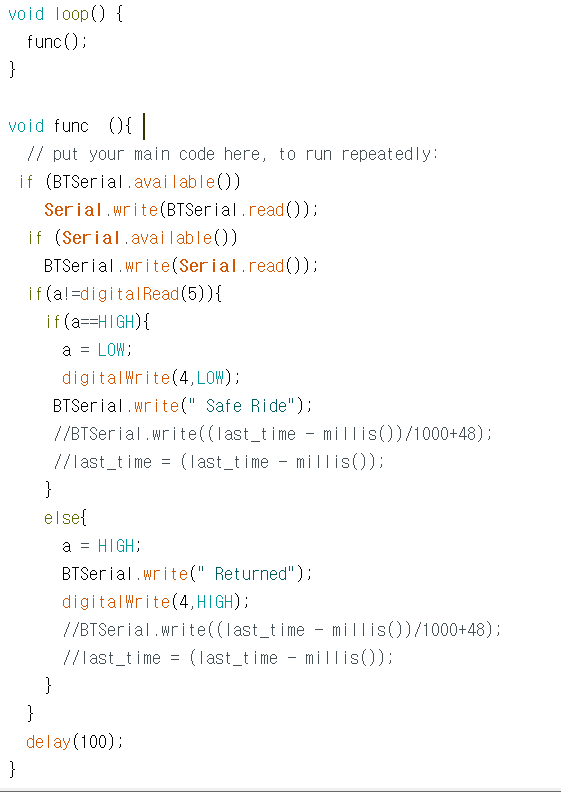 void loop() {
  func();
}

void func  (){
  // put your main code here, to run repeatedly:
 if (BTSerial.available())
    Serial.write(BTSerial.read());
  if (Serial.available())
    BTSerial.write(Serial.read());
  if(a!=digitalRead(5)){
    if(a==HIGH){
      a = LOW;
      digitalWrite(4,LOW);
     BTSerial.write(" Safe Ride");
     //BTSerial.write((last_time - millis())/1000+48);
     //last_time = (last_time - millis());
    }
    else{
      a = HIGH;
      BTSerial.write(" Returned");
      digitalWrite(4,HIGH);
      //BTSerial.write((last_time - millis())/1000+48);
      //last_time = (last_time - millis());
    }
  }
  delay(100);
}